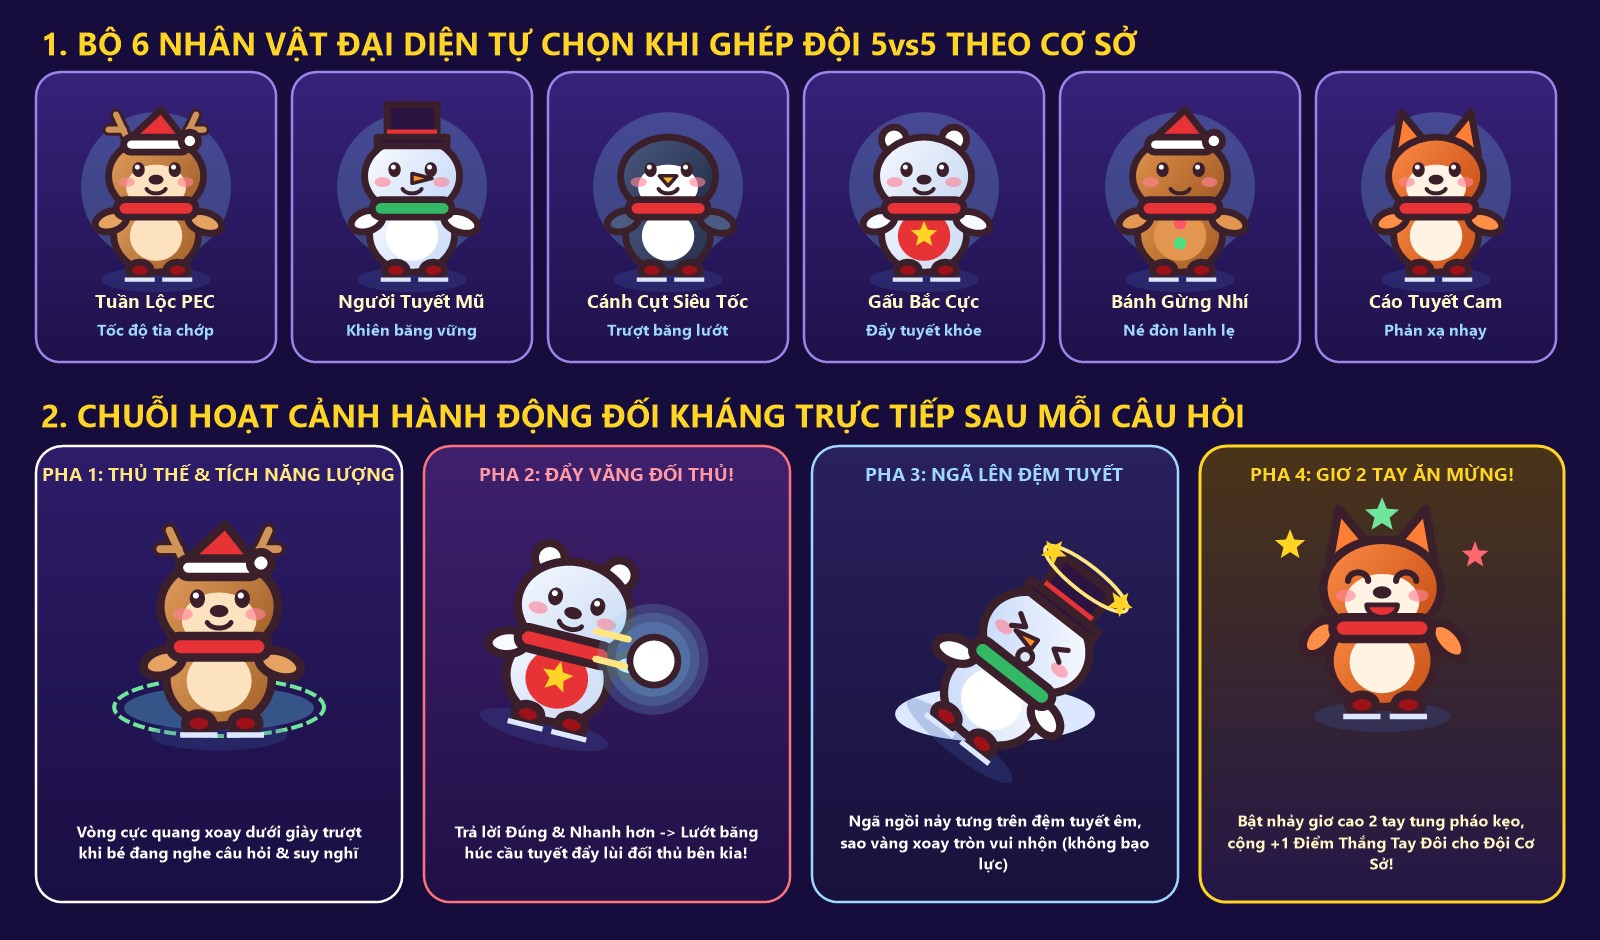 1. BỘ 6 NHÂN VẬT ĐẠI DIỆN TỰ CHỌN KHI GHÉP ĐỘI 5vs5 THEO CƠ SỞ
Tuần Lộc PEC
Tốc độ tia chớp
Người Tuyết Mũ
Khiên băng vững
Cánh Cụt Siêu Tốc
Trượt băng lướt
Gấu Bắc Cực
Đẩy tuyết khỏe
Bánh Gừng Nhí
Né đòn lanh lẹ
Cáo Tuyết Cam
Phản xạ nhạy
2. CHUỖI HOẠT CẢNH HÀNH ĐỘNG ĐỐI KHÁNG TRỰC TIẾP SAU MỖI CÂU HỎI
PHA 1: THỦ THẾ & TÍCH NĂNG LƯỢNG
Vòng cực quang xoay dưới giày trượt
khi bé đang nghe câu hỏi & suy nghĩ
PHA 2: ĐẨY VĂNG ĐỐI THỦ!
Trả lời Đúng & Nhanh hơn -> Lướt băng
húc cầu tuyết đẩy lùi đối thủ bên kia!
PHA 3: NGÃ LÊN ĐỆM TUYẾT
Ngã ngồi nảy tưng trên đệm tuyết êm,
sao vàng xoay tròn vui nhộn (không bạo
lực)
PHA 4: GIƠ 2 TAY ĂN MỪNG!
Bật nhảy giơ cao 2 tay tung pháo kẹo,
cộng +1 Điểm Thắng Tay Đôi cho Đội Cơ
Sở!